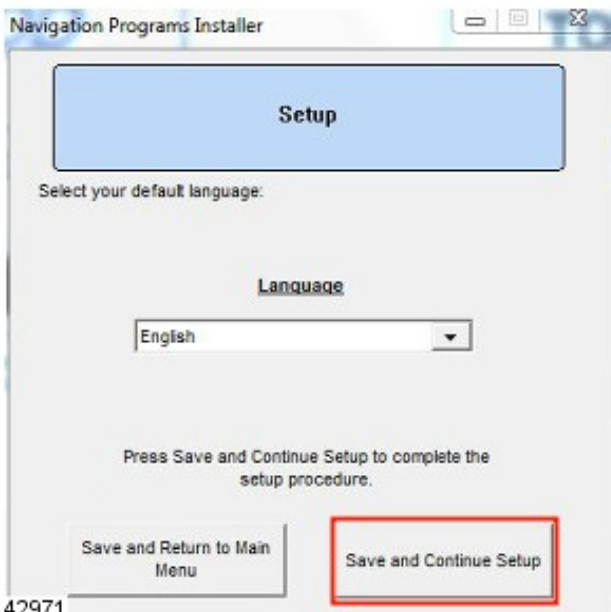 Navigation Programs Installer
Setup
Select your default language:
Language
English
Press Save and Continue Setup to complete the
setup procedure.
Save and Return to Main
Menu
Save and Continue Setup
42971